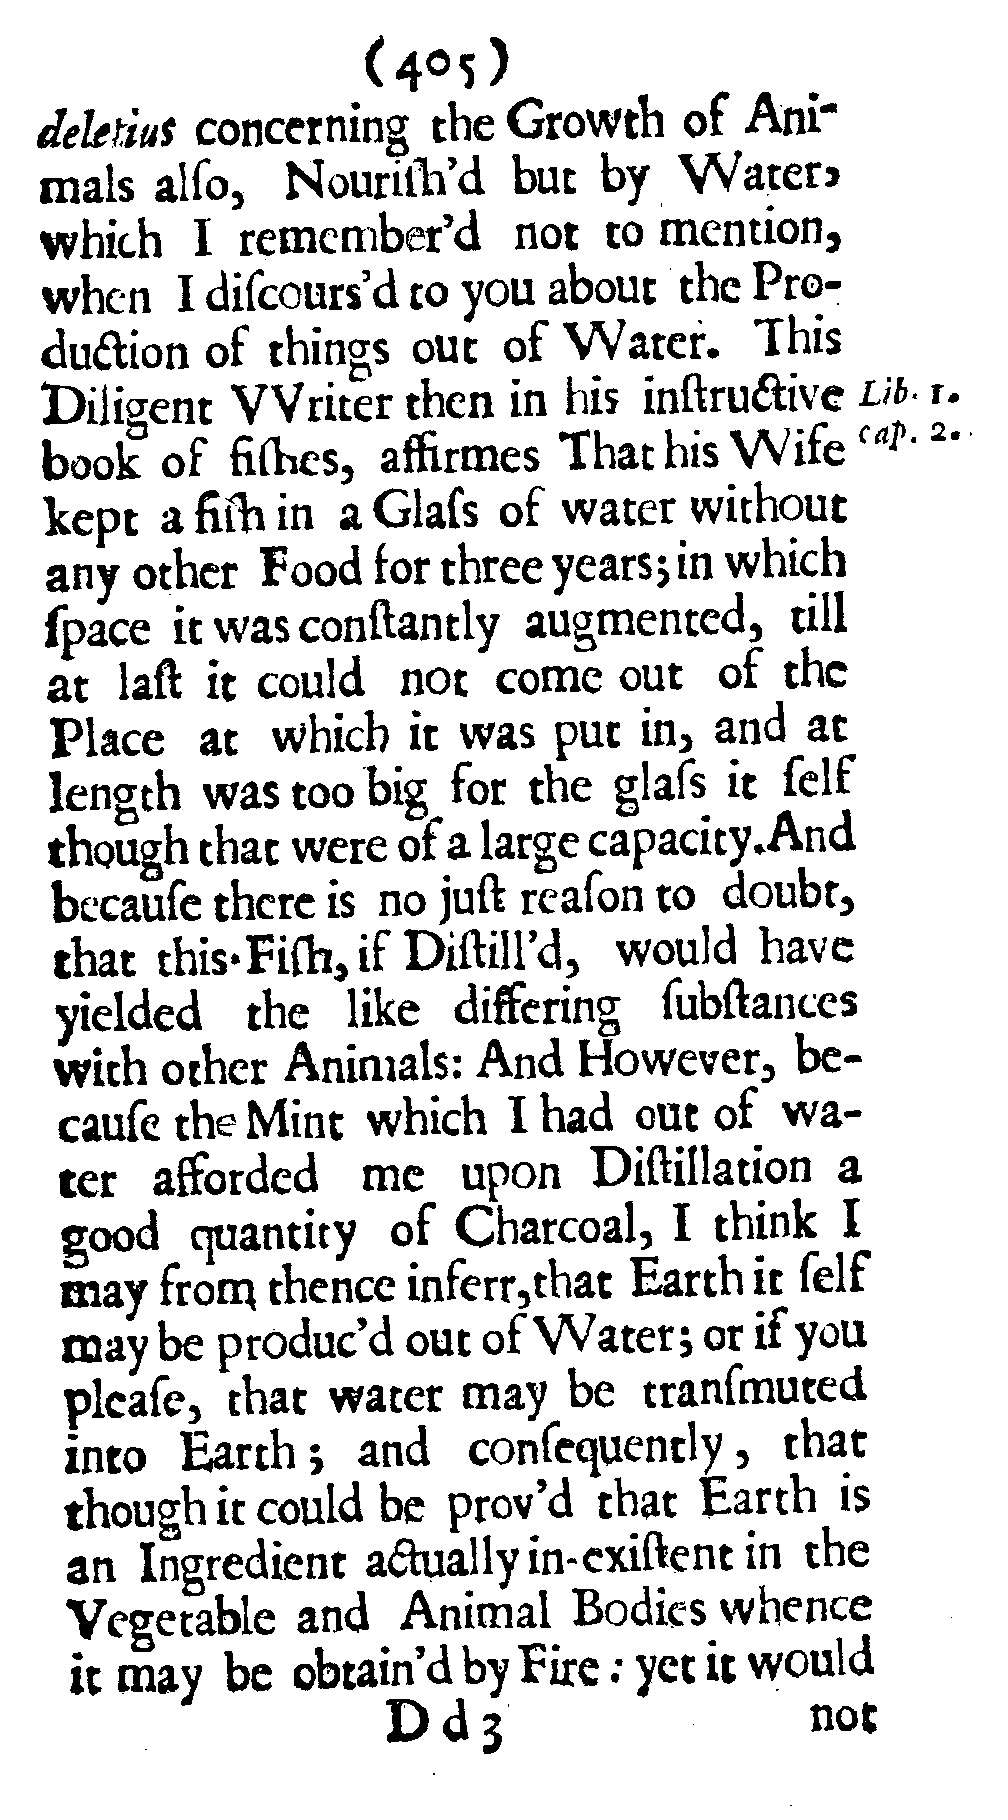 (405)
deletius concerning the Growth of Ani-
mals alſo, Nouriſh'd but by Water,
which I remember'd not to mention,
when I diſcours'd to you about the Pro-
duction of things out of Water. This
Diligent VVriter then in his inſtructive Lib. 1.
book of fiſhes, affirmes That his Wife cap. 2.
kept a fiſh in a Glaſs of water without
any other Food for three years; in which
ſpace it was conſtantly augmented, till
at laſt it could not come out of the
Place at which it was put in, and at
length was too big for the glaſs it ſelf
though that were of a large capacity. And
becauſe there is no juſt reaſon to doubt,
that this Fiſh, if Diſtill'd, would have
yielded the like differing ſubſtances
with other Animals: And However, be-
cauſe the Mint which I had out of wa-
ter afforded me upon Diſtillation a
good quantity of Charcoal, I think I
may from thence inferr, that Earth it ſelf
may be produc'd out of Water; or if you
pleaſe, that water may be tranſmuted
into Earth; and conſequently, that
though it could be prov'd that Earth is
an Ingredient actually in-exiſtent in the
Vegetable and Animal Bodies whence
it may be obtain'd by Fire: yet it would
D d 3 not